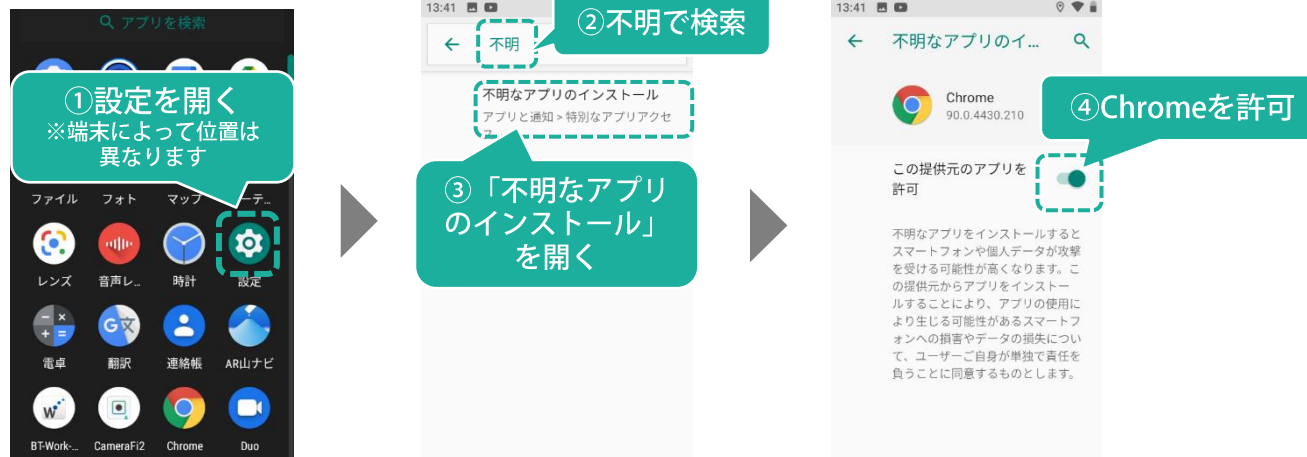 アプリを検索
①設定を開く
※端末によって位置は
異なります
ファイル
フォト
マップ
レンズ
音声レ...
時計
設定
電卓
翻訳
連絡帳
AR山ナビ
BT-Work-...
CameraFi2
Chrome
Duo
13:41
②不明で検索
不明
不明なアプリのインストール
アプリと通知 > 特別なアプリアクセ
③「不明なアプリ
のインストール」
を開く
13:41
不明なアプリのイ...
Chrome
90.0.4430.210
④Chromeを許可
この提供元のアプリを
許可
不明なアプリをインストールすると
スマートフォンや個人データが攻撃
を受ける可能性が高くなります。こ
の提供元からアプリをインストー
ルすることにより、アプリの使用に
より生じる可能性があるスマートフ
ォンへの損害やデータの損失につい
て、ユーザーご自身が単独で責任を
負うことに同意するものとします。